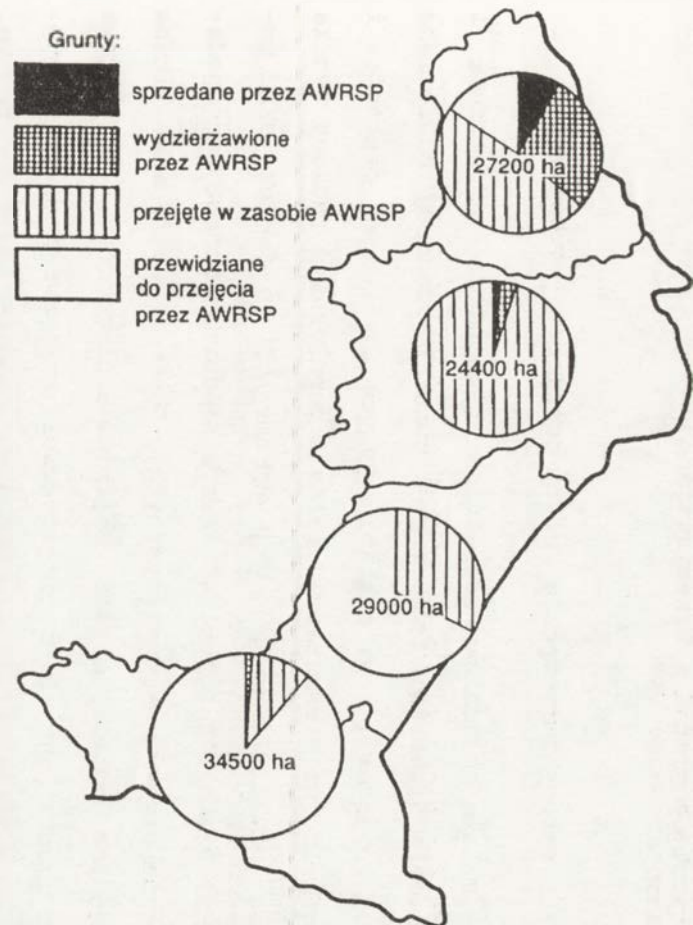 Grunty:
sprzedane przez AWRSP
wydzierżawione
przez AWRSP
przejęte w zasobie AWRSP
przewidziane
do przejęcia
przez AWRSP
27200 ha
24400 ha
29000 ha
34500 ha